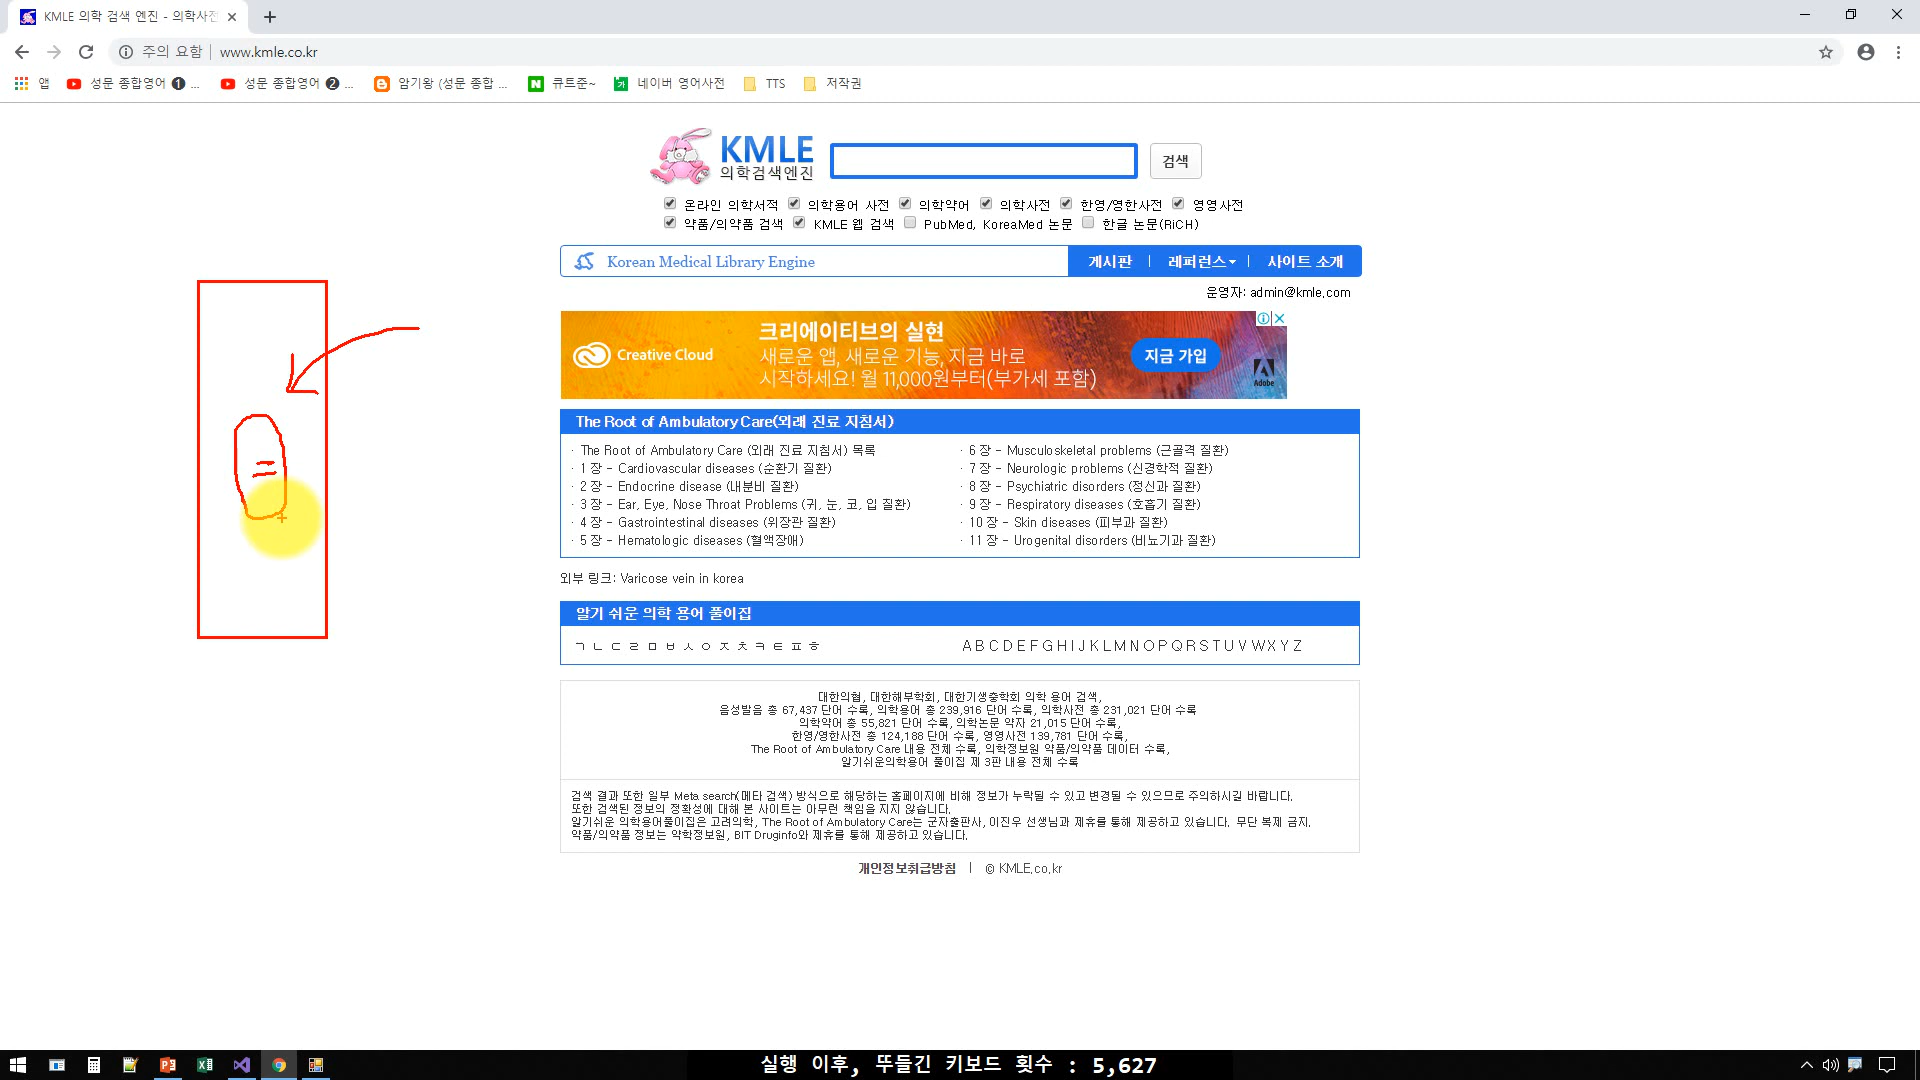 KMLE 의학 검색 엔진 - 의학사전
주의 요함 | www.kmle.co.kr
앱 성문 종합영어 ❶ ... 성문 종합영어 ❷ ... 암기왕 (성문 종합 ... 큐트준~ 네이버 영어사전 TTS 저작권
KMLE
의학검색엔진
검색
온라인 의학서적 의학용어 사전 의학약어 의학사전 한영/영한사전 영영사전
약품/의약품 검색 KMLE 웹 검색 PubMed, KoreaMed 논문 한글 논문(RiCH)
Korean Medical Library Engine 게시판 | 레퍼런스 | 사이트 소개
운영자: admin@kmle.com
Creative Cloud
크리에이티브의 실현
새로운 앱, 새로운 기능, 지금 바로
시작하세요! 월 11,000원부터(부가세 포함)
지금 가입
Adobe
The Root of Ambulatory Care(외래 진료 지침서)
· The Root of Ambulatory Care (외래 진료 지침서) 목록
· 1 장 - Cardiovascular diseases (순환기 질환)
· 2 장 - Endocrine disease (내분비 질환)
· 3 장 - Ear, Eye, Nose Throat Problems (귀, 눈, 코, 입 질환)
· 4 장 - Gastrointestinal diseases (위장관 질환)
· 5 장 - Hematologic diseases (혈액장애)
· 6 장 - Musculoskeletal problems (근골격 질환)
· 7 장 - Neurologic problems (신경학적 질환)
· 8 장 - Psychiatric disorders (정신과 질환)
· 9 장 - Respiratory diseases (호흡기 질환)
· 10 장 - Skin diseases (피부과 질환)
· 11 장 - Urogenital disorders (비뇨기과 질환)
외부 링크: Varicose vein in korea
알기 쉬운 의학 용어 풀이집
ㄱ ㄴ ㄷ ㄹ ㅁ ㅂ ㅅ ㅇ ㅈ ㅊ ㅋ ㅌ ㅍ ㅎ
A B C D E F G H I J K L M N O P Q R S T U V W X Y Z
대한의협, 대한해부학회, 대한기생충학회 의학 용어 검색,
음성발음 총 67,437 단어 수록, 의학용어 총 239,916 단어 수록, 의학사전 총 231,021 단어 수록
의학약어 총 55,821 단어 수록, 의학논문 약자 21,015 단어 수록,
한영/영한사전 총 124,188 단어 수록, 영영사전 139,781 단어 수록,
The Root of Ambulatory Care 내용 전체 수록, 의학정보원 약품/의약품 데이터 수록,
알기쉬운의학용어 풀이집 제 3판 내용 전체 수록
검색 결과 또한 일부 Meta search(메타 검색) 방식으로 해당하는 홈페이지에 비해 정보가 누락될 수 있고 변경될 수 있으므로 주의하시길 바랍니다.
또한 검색된 정보의 정확성에 대해 본 사이트는 아무런 책임을 지지 않습니다.
알기쉬운 의학용어풀이집은 고려의학, The Root of Ambulatory Care는 군자출판사, 이진우 선생님과 제휴를 통해 제공하고 있습니다. 무단 복제 금지.
약품/의약품 정보는 약학정보원, BIT Druginfo와 제휴를 통해 제공하고 있습니다.
개인정보취급방침 | © KMLE.co.kr
실행 이후, 뚜들긴 키보드 횟수 : 5,627